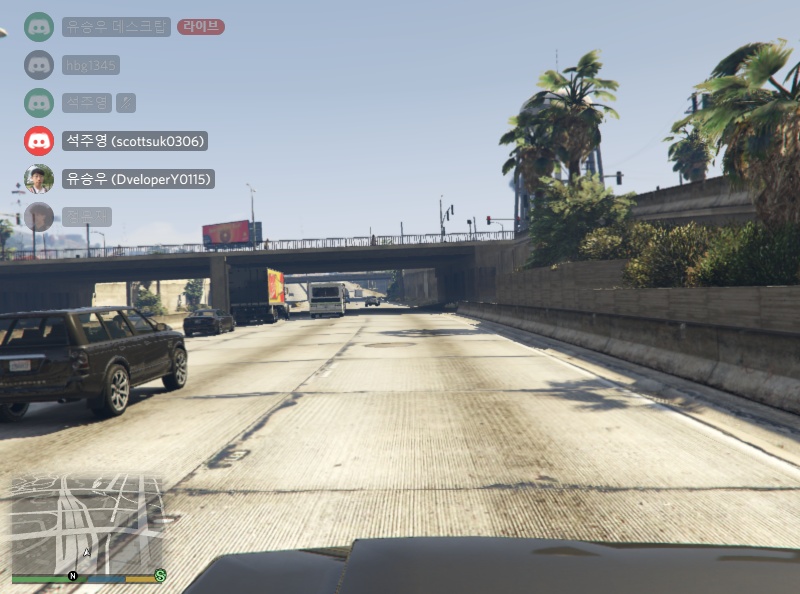 유승우 데스크탑 라이브
hbg1345
석주영
석주영 (scottsuk0306)
유승우 (DveloperY0115)
N
S